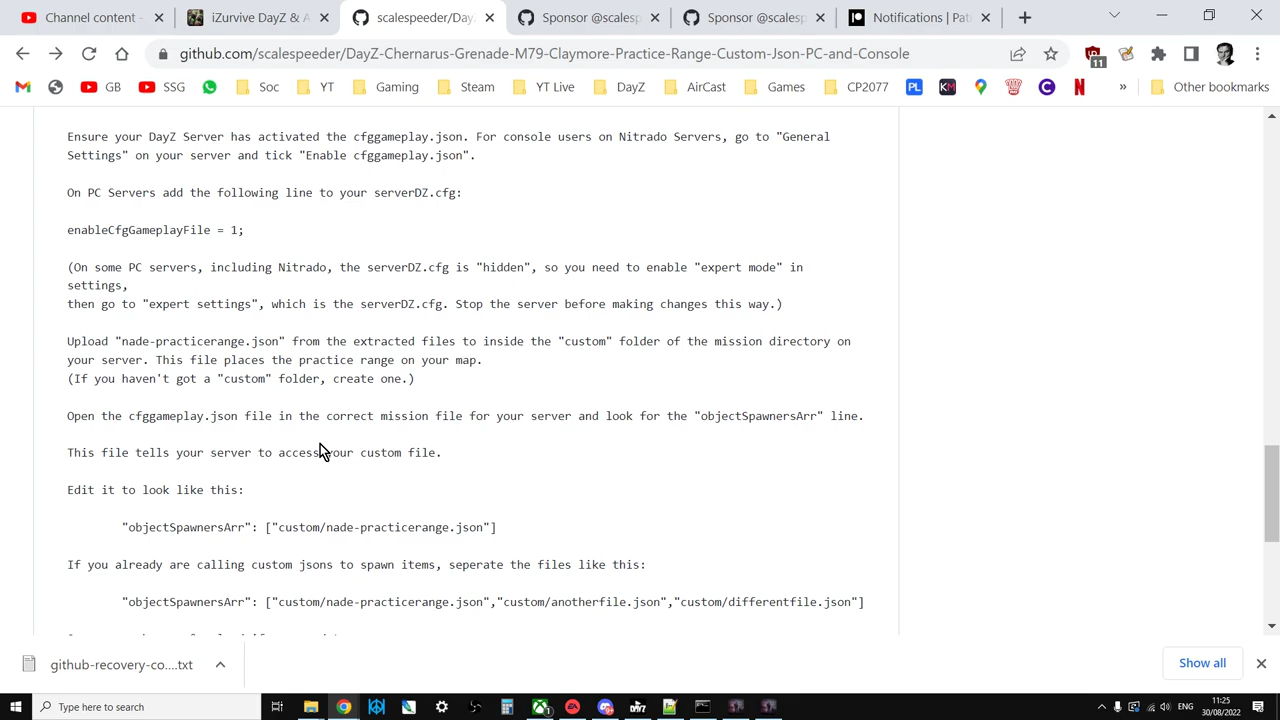 Channel content -
iZurvive DayZ & A
scalespeeder/Day
Sponsor @scalesp
Sponsor @scalesp
Notifications | Pat
github.com/scalespeeder/DayZ-Chernarus-Grenade-M79-Claymore-Practice-Range-Custom-Json-PC-and-Console
11
GB
SSG
Soc
YT
Gaming
Steam
YT Live
DayZ
AirCast
Games
CP2077
»
Other bookmarks
Ensure your DayZ Server has activated the cfggameplay.json. For console users on Nitrado Servers, go to "General
Settings" on your server and tick "Enable cfggameplay.json".
On PC Servers add the following line to your serverDZ.cfg:
enableCfgGameplayFile = 1;
(On some PC servers, including Nitrado, the serverDZ.cfg is "hidden", so you need to enable "expert mode" in
settings,
then go to "expert settings", which is the serverDZ.cfg. Stop the server before making changes this way.)
Upload "nade-practicerange.json" from the extracted files to inside the "custom" folder of the mission directory on
your server. This file places the practice range on your map.
(If you haven't got a "custom" folder, create one.)
Open the cfggameplay.json file in the correct mission file for your server and look for the "objectSpawnersArr" line.
This file tells your server to access your custom file.
Edit it to look like this:
"objectSpawnersArr": ["custom/nade-practicerange.json"]
If you already are calling custom jsons to spawn items, seperate the files like this:
"objectSpawnersArr": ["custom/nade-practicerange.json","custom/anotherfile.json","custom/differentfile.json"]
github-recovery-co....txt
Show all
Type here to search
ENG
11:25
30/08/2022